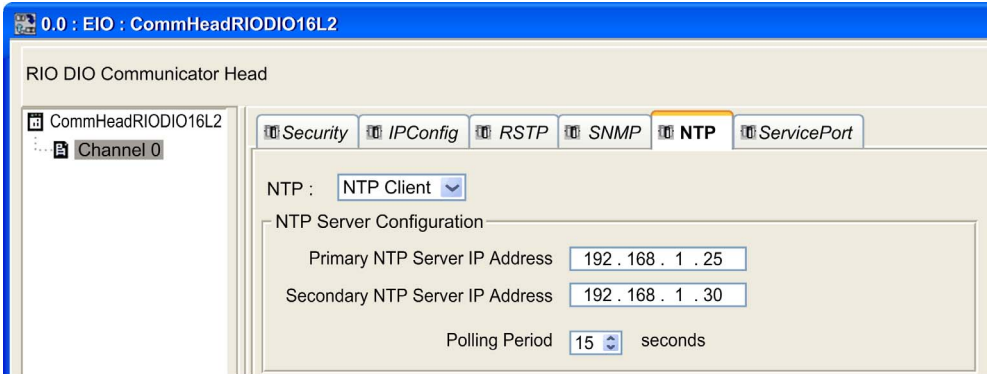 0.0 : EIO : CommHeadRIODIO16L2
RIO DIO Communicator Head
CommHeadRIODIO16L2
Channel 0
Security IPConfig RSTP SNMP NTP ServicePort
NTP : NTP Client
NTP Server Configuration
Primary NTP Server IP Address 192 . 168 . 1 . 25
Secondary NTP Server IP Address 192 . 168 . 1 . 30
Polling Period 15 seconds